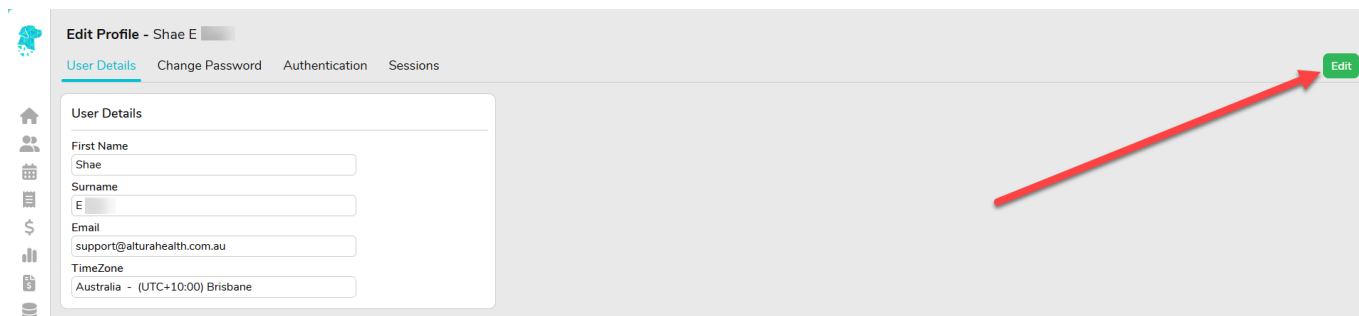 Edit Profile - Shae E
User Details Change Password Authentication Sessions
Edit
User Details
First Name
Shae
Surname
E
Email
support@alturahealth.com.au
TimeZone
Australia - (UTC+10:00) Brisbane